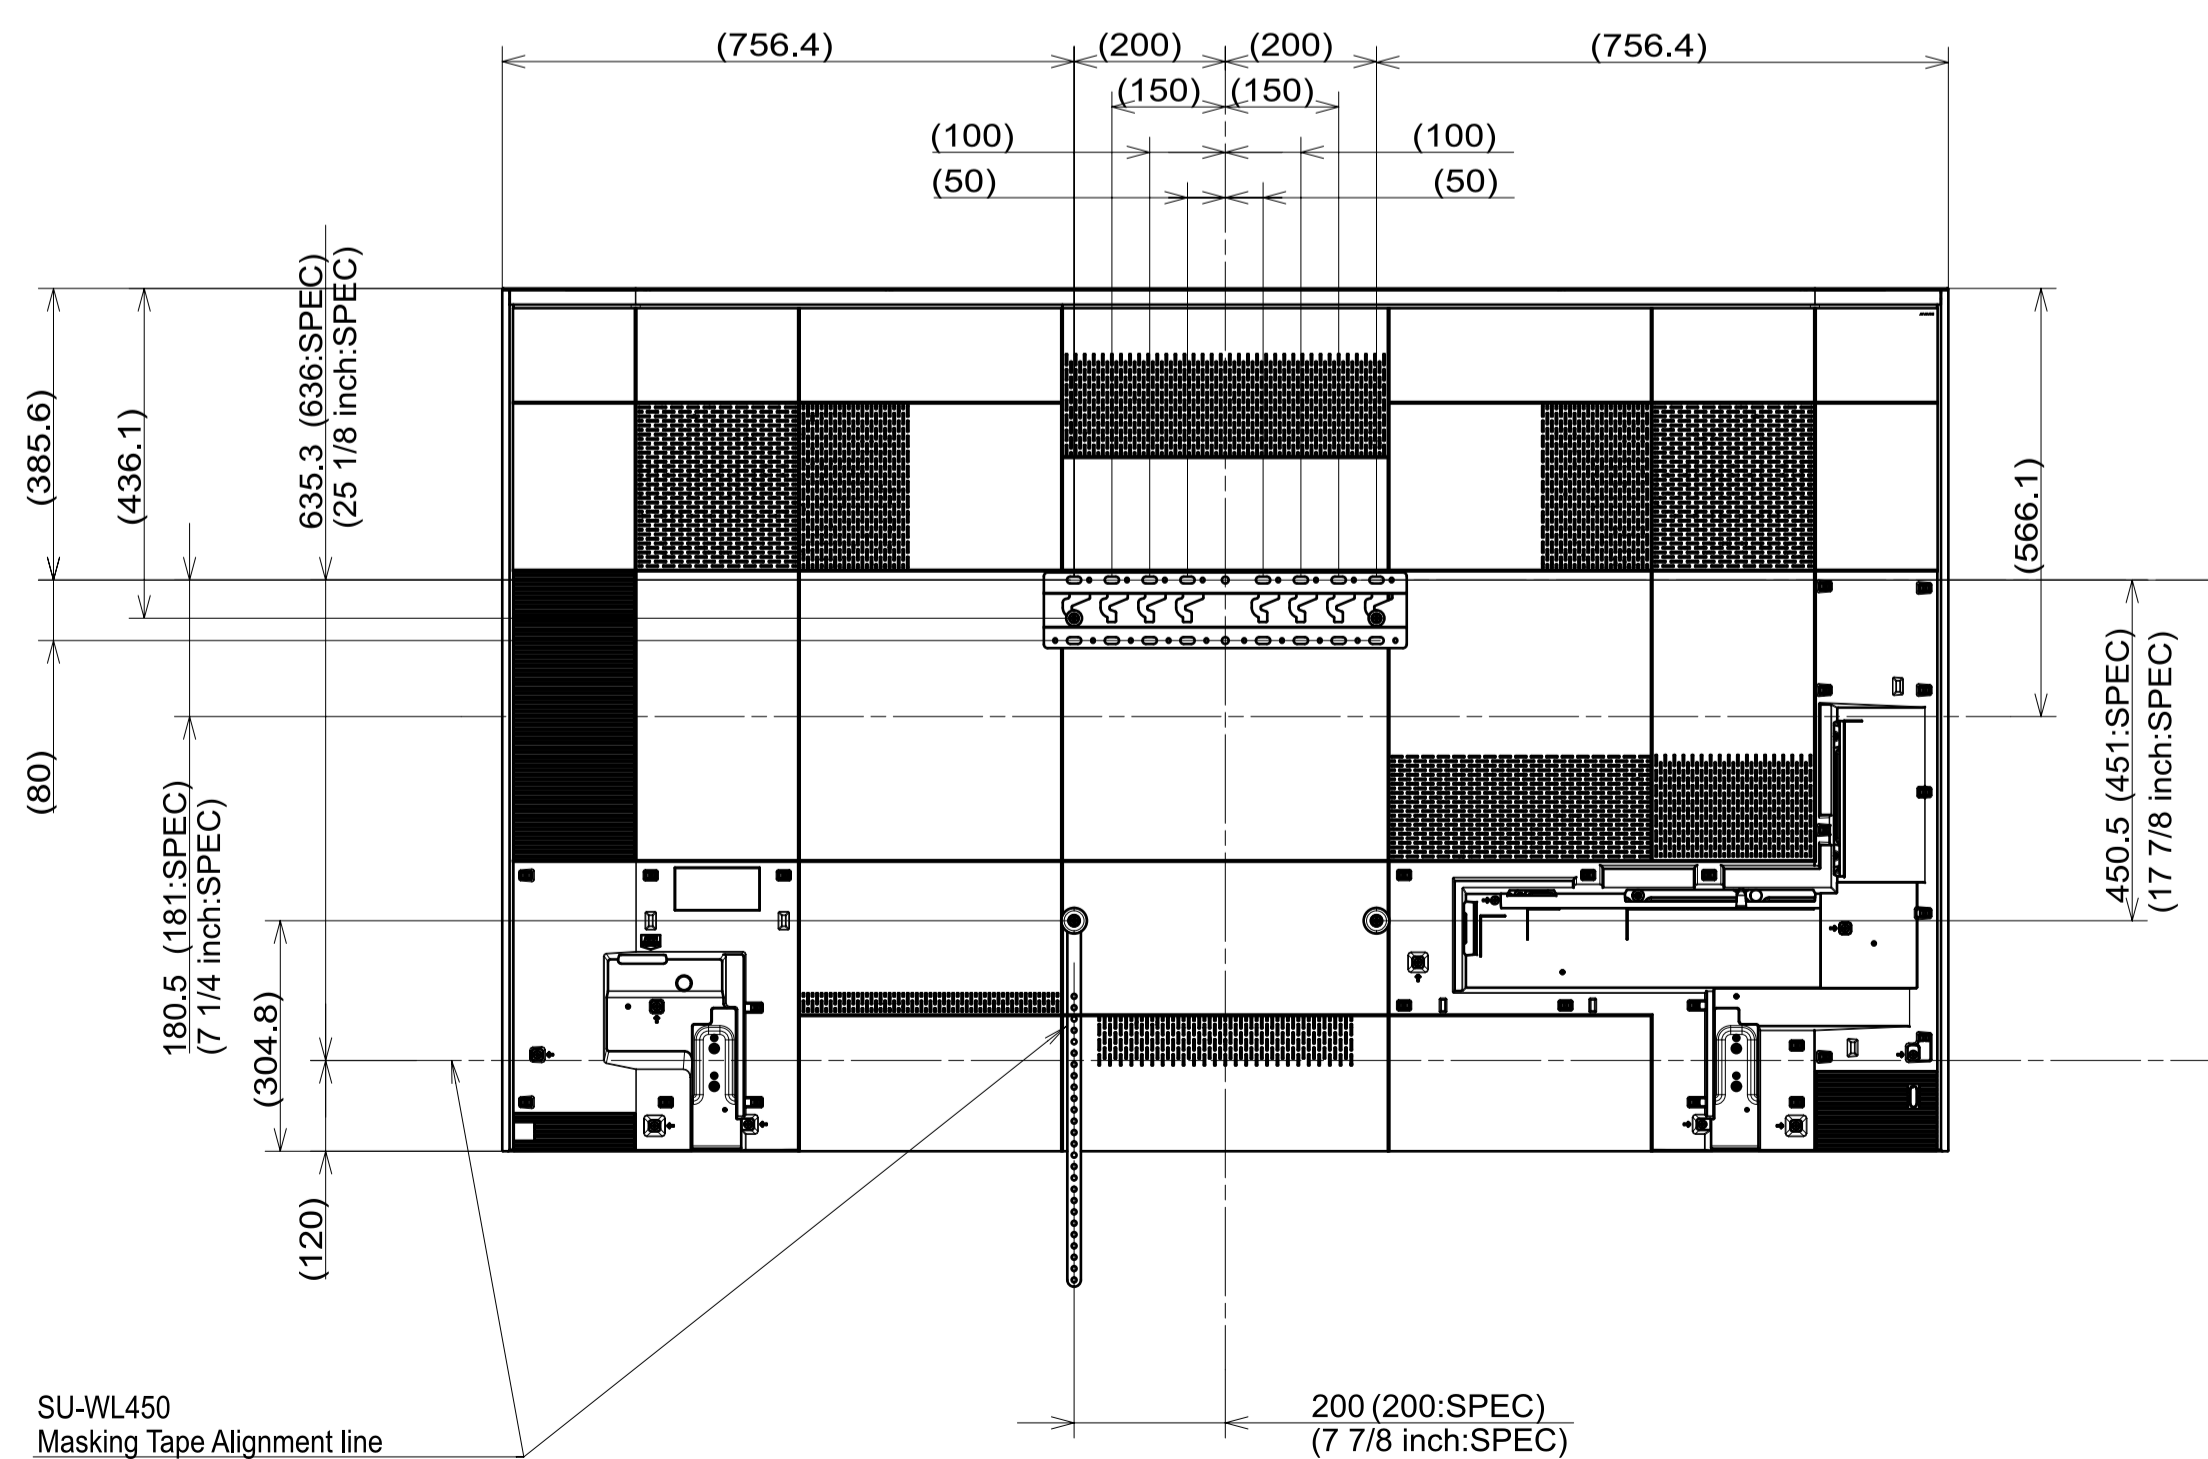 (756.4)
(200)
(200)
(756.4)
(150)
(150)
(100)
(100)
(50)
(50)
(385.6)
(436.1)
635.3 (636:SPEC)
(25 1/8 inch:SPEC)
(566.1)
(80)
180.5 (181:SPEC)
(7 1/4 inch:SPEC)
450.5 (451:SPEC)
(17 7/8 inch:SPEC)
(304.8)
(120)
SU-WL450
Masking Tape Alignment line
200 (200:SPEC)
(7 7/8 inch:SPEC)